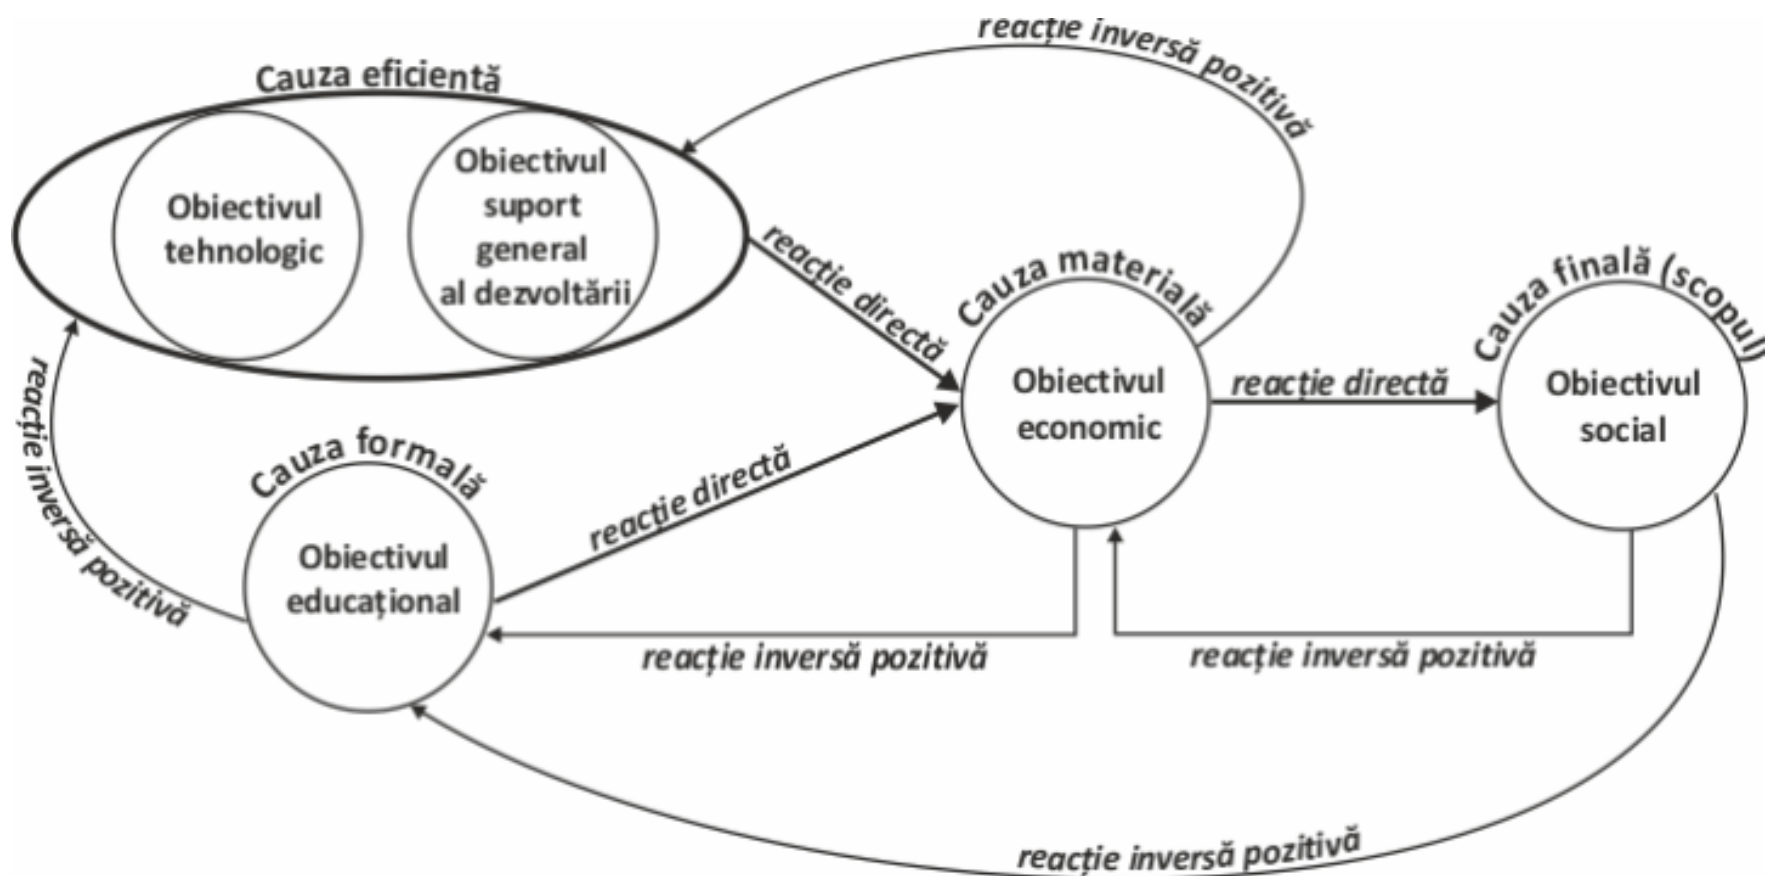 reacție inversă pozitivă
Cauza eficientă
Obiectivul
tehnologic
Obiectivul
suport
general
al dezvoltării
reacție directă
Cauza materială
Obiectivul
economic
reacție directă
Cauza finală (scopul)
Obiectivul
social
reacție inversă pozitivă
Cauza formală
Obiectivul
educațional
reacție directă
reacție inversă pozitivă
reacție inversă pozitivă
reacție inversă pozitivă